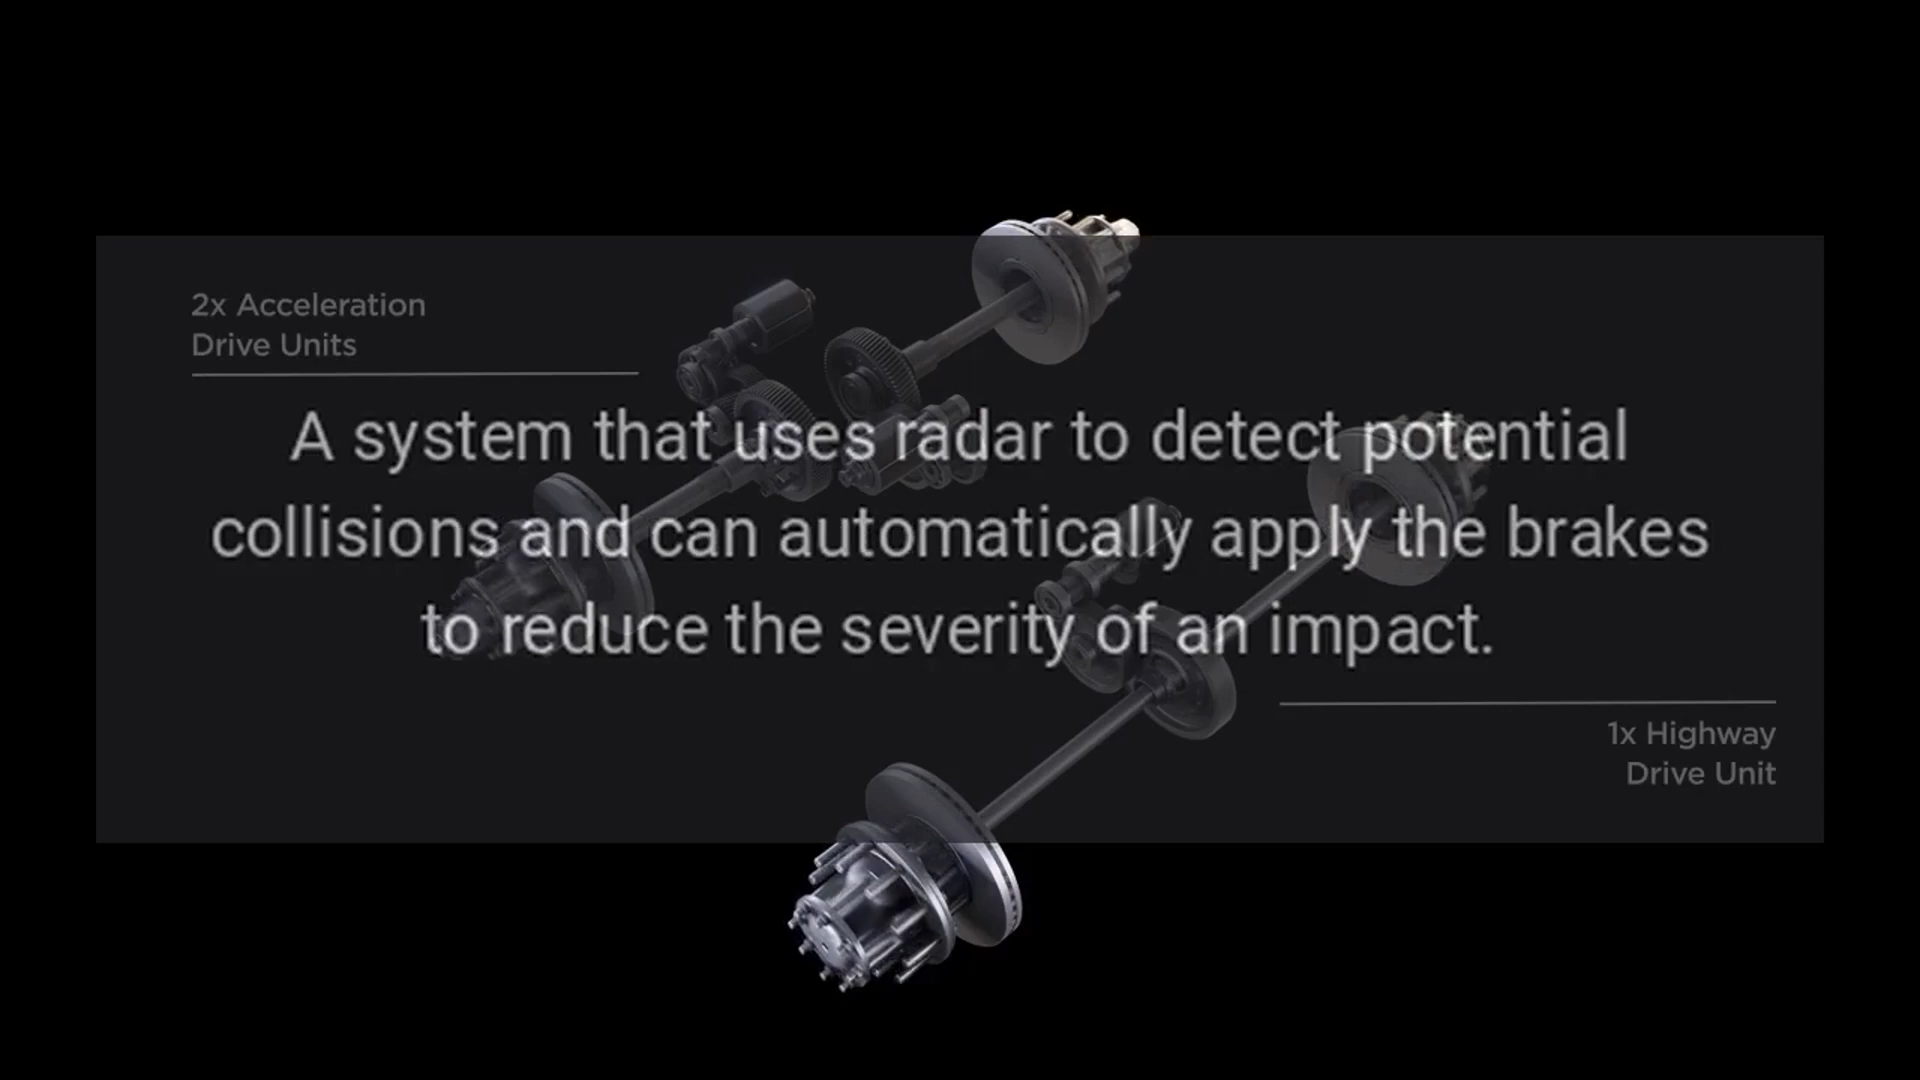 2x Acceleration
Drive Units
A system that uses radar to detect potential
collisions and can automatically apply the brakes
to reduce the severity of an impact.
1x Highway
Drive Unit